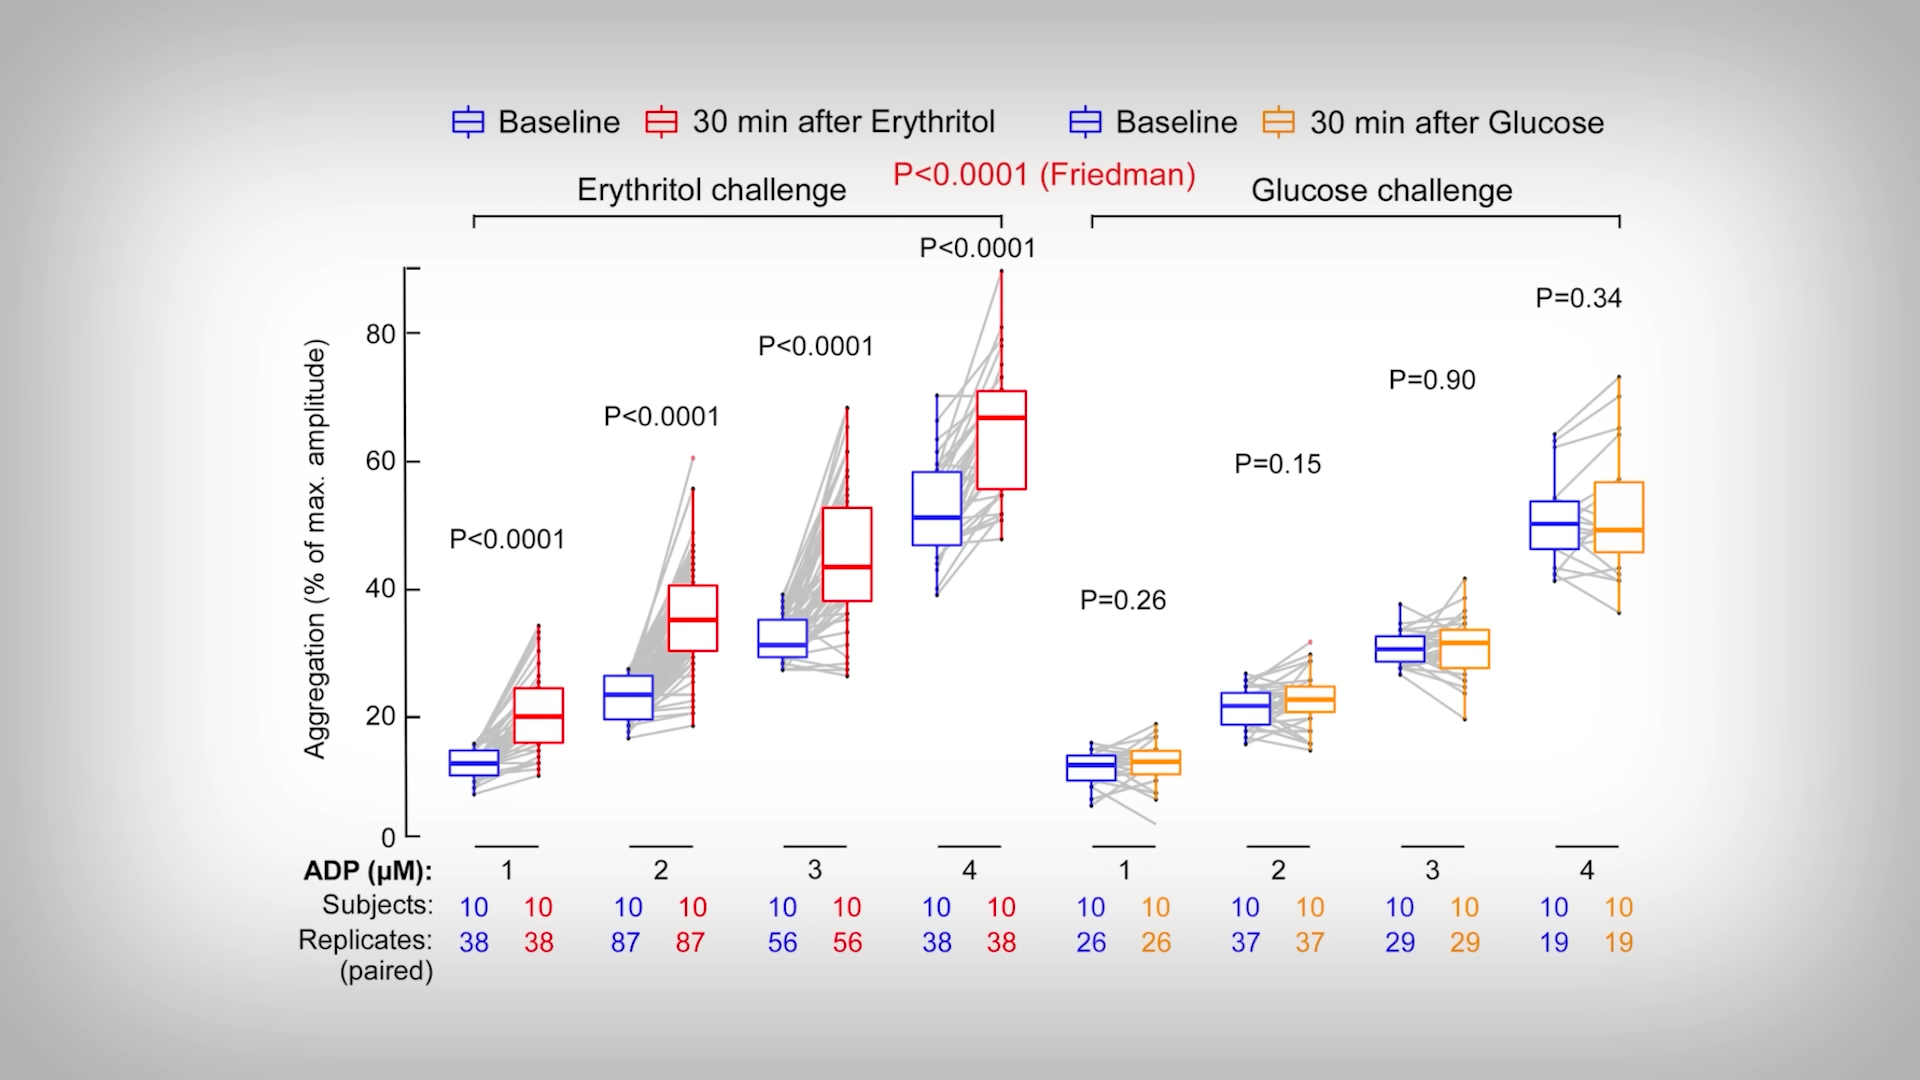 Baseline 30 min after Erythritol Baseline 30 min after Glucose
P<0.0001 (Friedman)
Erythritol challenge Glucose challenge
P<0.0001
P=0.34
P<0.0001
P=0.90
P<0.0001
P=0.15
P<0.0001
P=0.26
Aggregation (% of max. amplitude)
80
60
40
20
0
ADP (µM): 1 2 3 4 1 2 3 4
Subjects: 10 10 10 10 10 10 10 10 10 10 10 10 10 10 10 10
Replicates: 38 38 87 87 56 56 38 38 26 26 37 37 29 29 19 19
(paired)